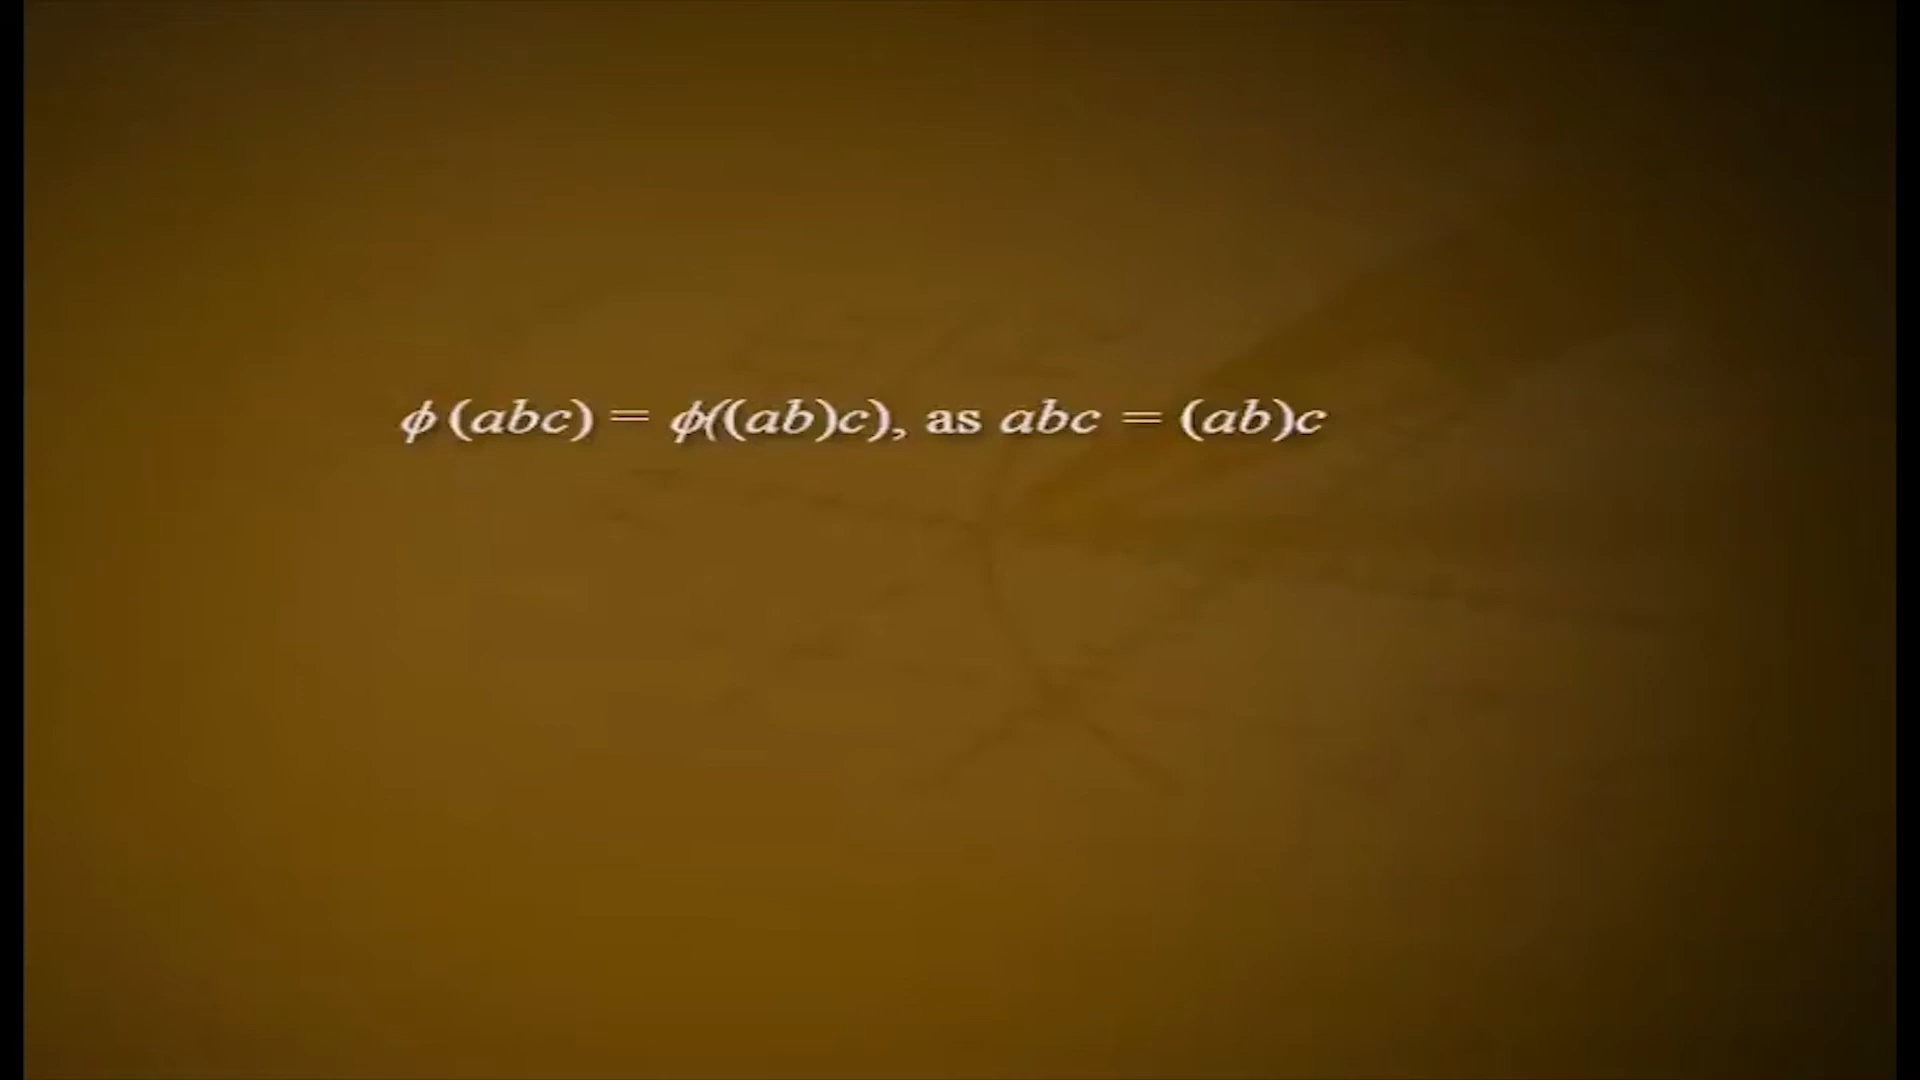 ϕ (abc) = ϕ((ab)c), as abc = (ab)c